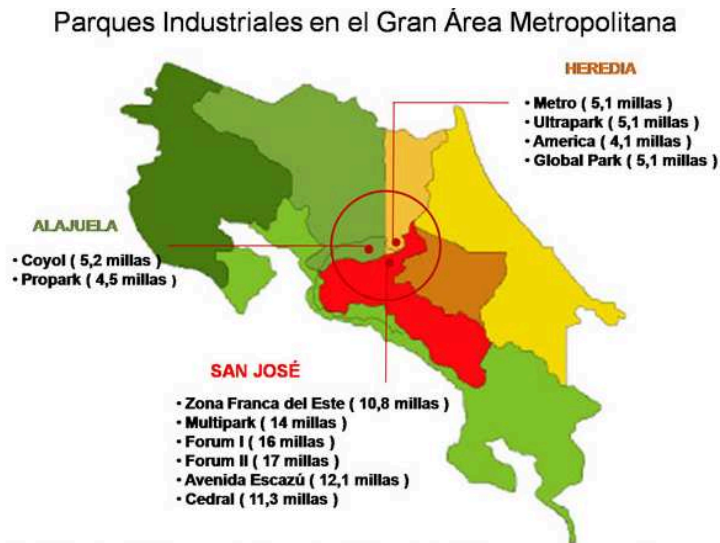 Parques Industriales en el Gran Área Metropolitana
HEREDIA
• Metro ( 5,1 millas )
• Ultrapark ( 5,1 millas )
• America ( 4,1 millas )
• Global Park ( 5,1 millas )
ALAJUELA
• Coyol ( 5,2 millas )
• Propark ( 4,5 millas )
SAN JOSÉ
• Zona Franca del Este ( 10,8 millas )
• Multipark ( 14 millas )
• Forum I ( 16 millas )
• Forum II ( 17 millas )
• Avenida Escazú ( 12,1 millas )
• Cedral ( 11,3 millas )